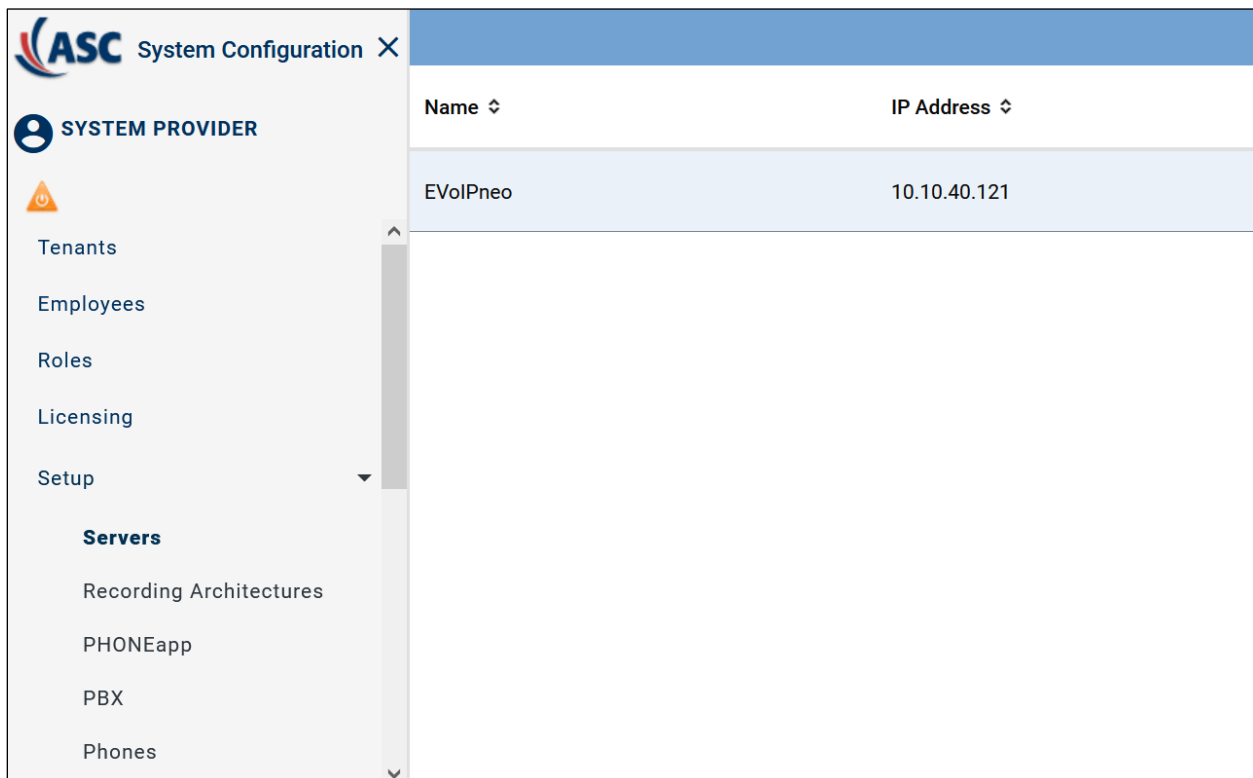 ASC System Configuration
SYSTEM PROVIDER
Tenants
Employees
Roles
Licensing
Setup
Servers
Recording Architectures
PHONEapp
PBX
Phones
Name IP Address
EVoIPneo 10.10.40.121